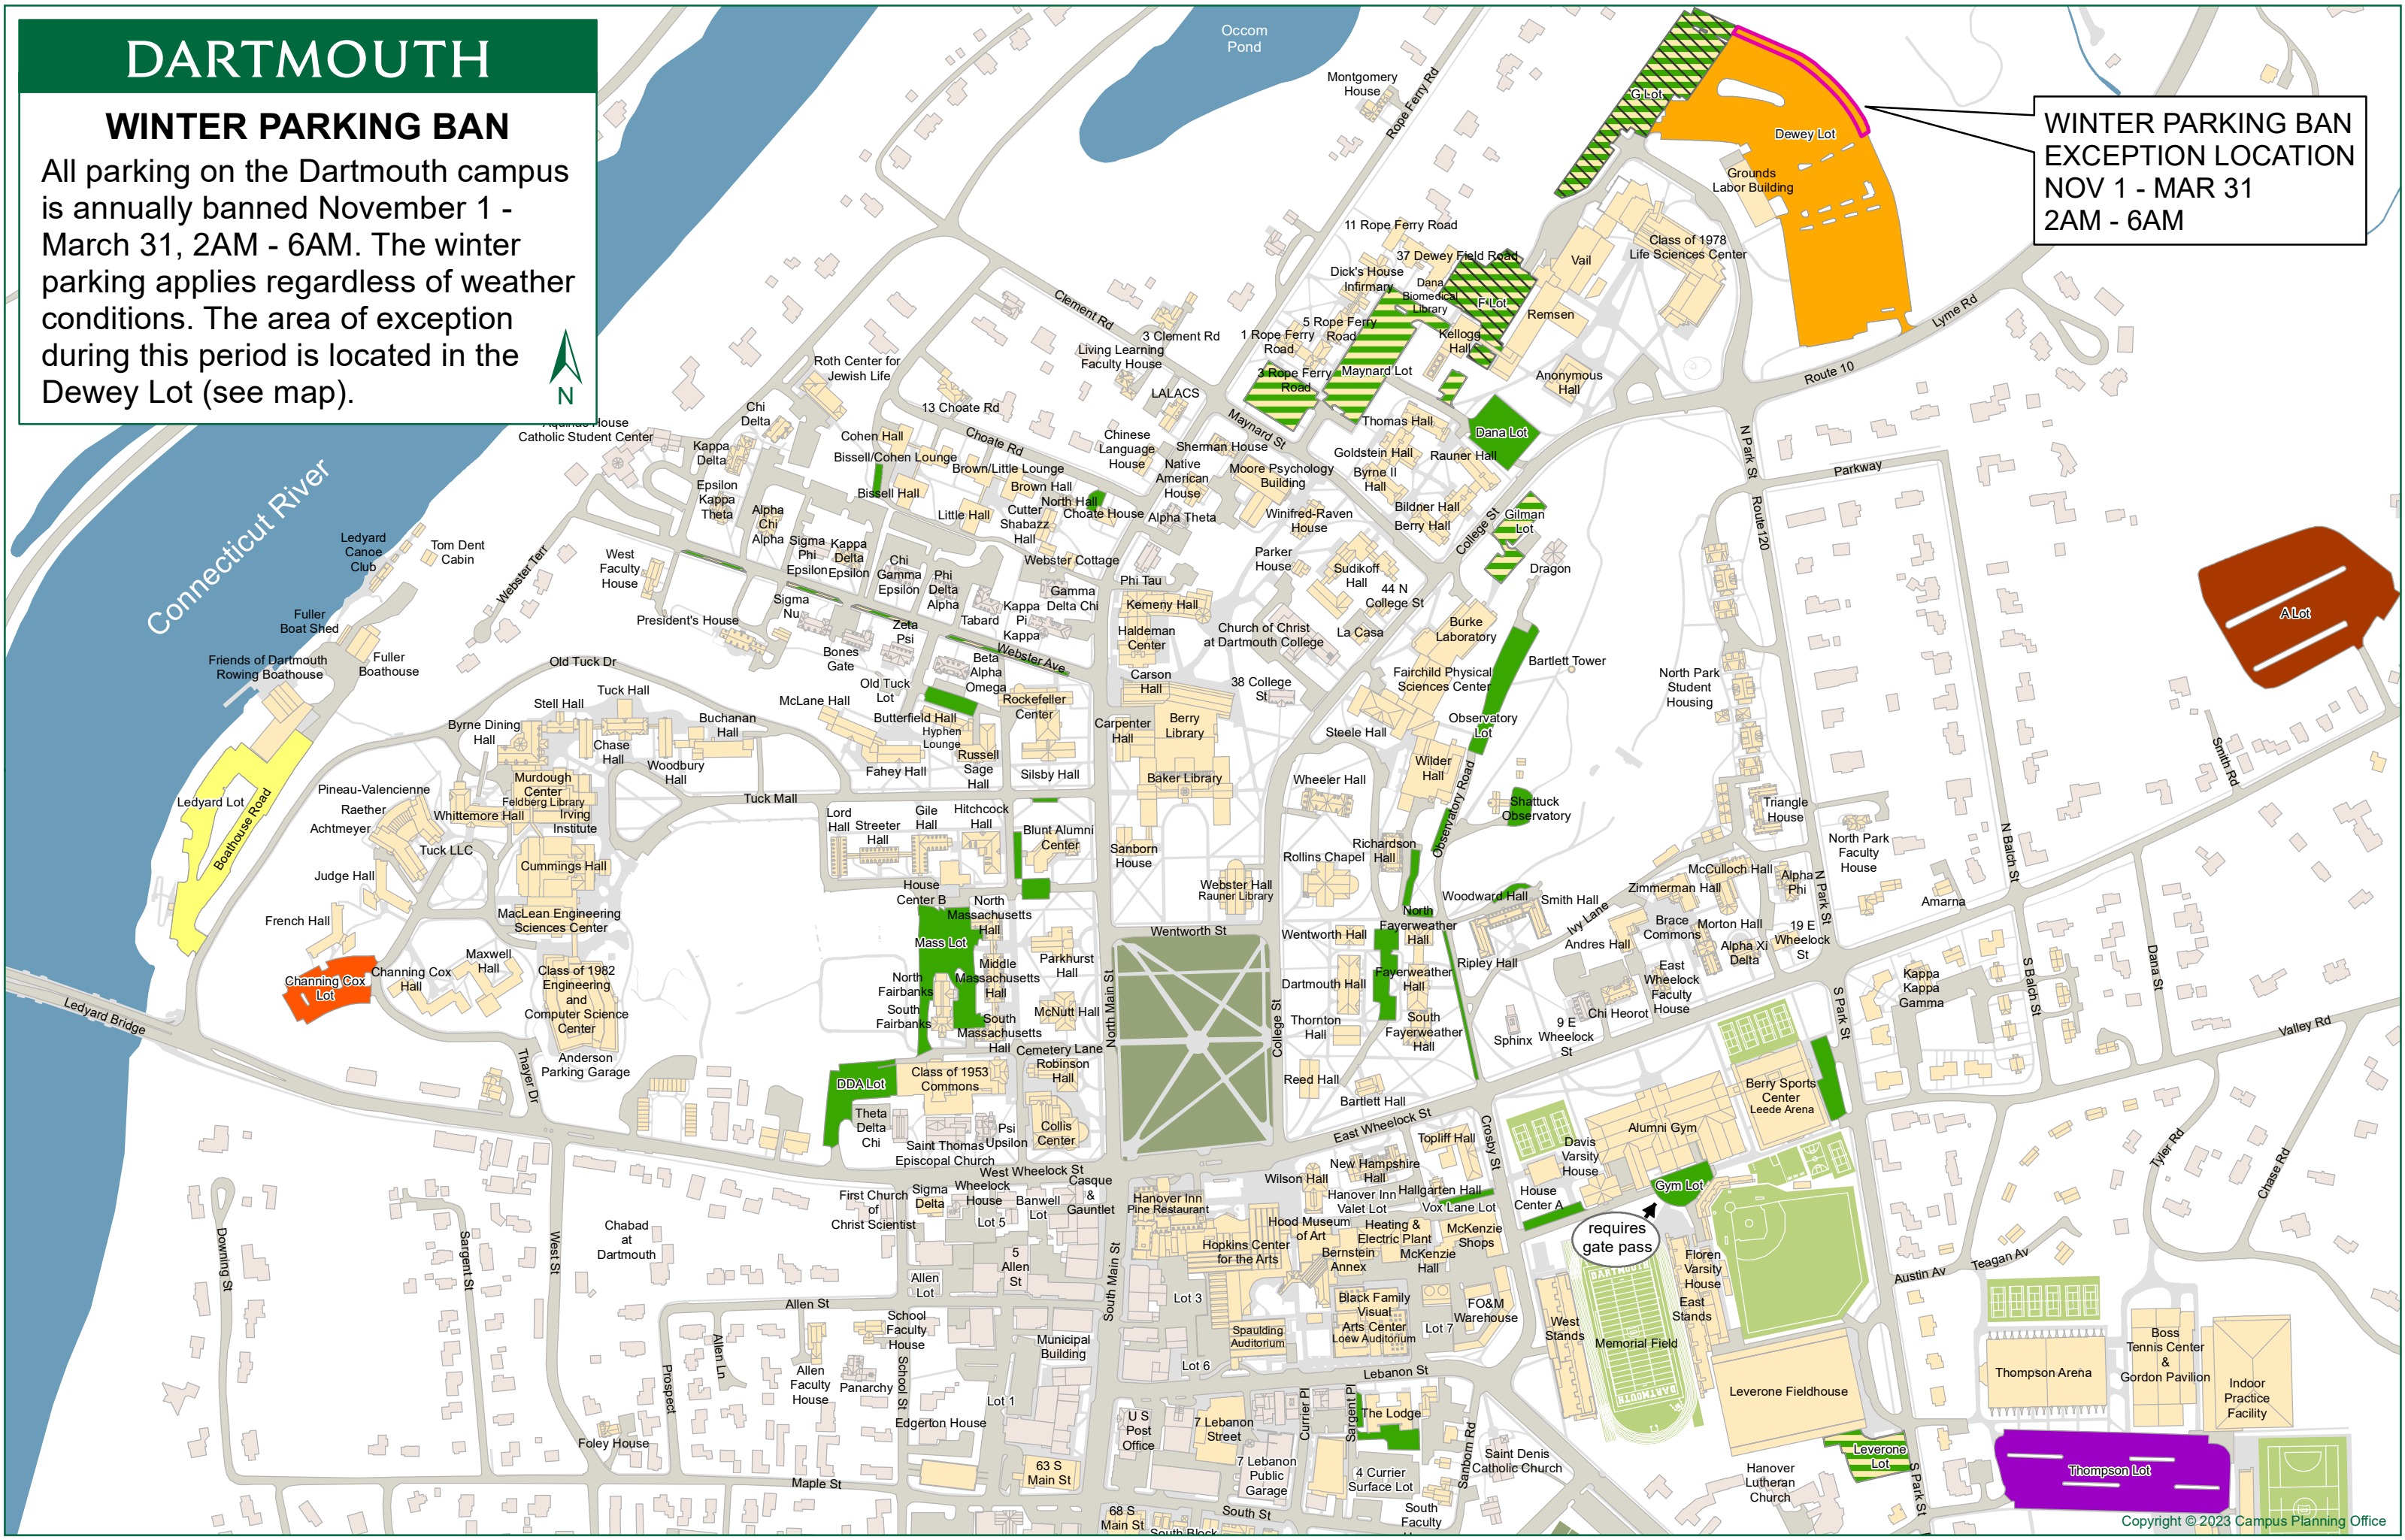 DARTMOUTH
WINTER PARKING BAN
All parking on the Dartmouth campus
is annually banned November 1 -
March 31, 2AM - 6AM. The winter
parking applies regardless of weather
conditions. The area of exception
during this period is located in the
Dewey Lot (see map).
N
WINTER PARKING BAN
EXCEPTION LOCATION
NOV 1 - MAR 31
2AM - 6AM
Occom
Pond
Montgomery
House
Rope Ferry Rd
G Lot
Dewey Lot
Grounds
Labor Building
11 Rope Ferry Road
37 Dewey Field Road
Dick's House
Infirmary
Dana
Biomedical
Library
F Lot
Vail
Class of 1978
Life Sciences Center
Remsen
Lyme Rd
Route 10
Clement Rd
3 Clement Rd
Living Learning
Faculty House
LALACS
1 Rope Ferry
Road
5 Rope Ferry
Road
3 Rope Ferry
Road
Maynard Lot
Kellogg
Hall
Anonymous
Hall
Roth Center for
Jewish Life
13 Choate Rd
Choate Rd
Maynard St
Thomas Hall
Dana Lot
Goldstein Hall
Rauner Hall
Byrne II
Hall
Bildner Hall
Berry Hall
N Park St
Route 120
Parkway
House
Catholic Student Center
Chi
Delta
Kappa
Delta
Epsilon
Kappa
Theta
Alpha
Chi
Alpha
Cohen Hall
Bissell/Cohen Lounge
Bissell Hall
Brown/Little Lounge
Brown Hall
North Hall
Little Hall
Cutter
Shabazz
Hall
Choate House
Chinese
Language
House
Sherman House
Native
American
House
Moore Psychology
Building
Alpha Theta
Winifred-Raven
House
College St
Gilman
Lot
Dragon
Connecticut River
Ledyard
Canoe
Club
Tom Dent
Cabin
Webster Terr
West
Faculty
House
Sigma
Phi
Epsilon
Kappa
Delta
Epsilon
Chi
Gamma
Epsilon
Phi
Delta
Alpha
Webster Cottage
Parker
House
Sudikoff
Hall
44 N
College St
Fuller
Boat Shed
Fuller
Boathouse
Friends of Dartmouth
Rowing Boathouse
President's House
Sigma
Nu
Bones
Gate
Zeta
Psi
Tabard
Kappa
Pi
Kappa
Gamma
Delta Chi
Phi Tau
Kemeny Hall
Haldeman
Center
Church of Christ
at Dartmouth College
La Casa
Burke
Laboratory
Bartlett Tower
A Lot
Old Tuck Dr
Old Tuck
Lot
Beta
Alpha
Omega
Webster Ave
Carson
Hall
38 College
St
Fairchild Physical
Sciences Center
North Park
Student
Housing
Tuck Hall
Stell Hall
Byrne Dining
Hall
Chase
Hall
Buchanan
Hall
Woodbury
Hall
McLane Hall
Butterfield Hall
Hyphen
Lounge
Russell
Sage
Hall
Fahey Hall
Rockefeller
Center
Silsby Hall
Carpenter
Hall
Berry
Library
Baker Library
Steele Hall
Observatory
Lot
Wilder
Hall
Wheeler Hall
Observatory Road
Shattuck
Observatory
Smith Rd
Ledyard Lot
Boathouse Road
Pineau-Valencienne
Raether
Achtmeyer
Murdough
Center
Feldberg Library
Whittemore Hall
Irving
Institute
Tuck LLC
Cummings Hall
Judge Hall
French Hall
MacLean Engineering
Sciences Center
Tuck Mall
Lord
Hall
Streeter
Hall
Gile
Hall
Hitchcock
Hall
Blunt Alumni
Center
Sanborn
House
Webster Hall
Rauner Library
Rollins Chapel
Richardson
Hall
Triangle
House
North Park
Faculty
House
N Balch St
McCulloch Hall
Zimmerman Hall
Alpha
Phi
N Park St
Amarna
Woodward Hall
Smith Hall
Ivy Lane
Brace
Commons
Morton Hall
19 E
Wheelock
St
Andres Hall
Alpha Xi
Delta
Ripley Hall
East
Wheelock
Faculty
House
Chi Heorot
Sphinx
9 E
Wheelock
St
House
Center B
North
Massachusetts
Hall
Mass Lot
Middle
Massachusetts
Hall
North
Fairbanks
South
Fairbanks
South
Massachusetts
Hall
Parkhurst
Hall
McNutt Hall
Wentworth St
North Main St
College St
Wentworth Hall
North
Fayerweather
Hall
Fayerweather
Hall
Dartmouth Hall
Thornton
Hall
South
Fayerweather
Hall
Reed Hall
Bartlett Hall
Channing Cox
Lot
Channing Cox
Hall
Maxwell
Hall
Class of 1982
Engineering
and
Computer Science
Center
Anderson
Parking Garage
Ledyard Bridge
Thayer Dr
Cemetery Lane
Robinson
Hall
DDA Lot
Class of 1953
Commons
Theta
Delta
Chi
Saint Thomas
Episcopal Church
Psi
Upsilon
Collis
Center
West Wheelock St
East Wheelock St
Kappa
Kappa
Gamma
S Park St
S Balch St
Dana St
Valley Rd
Berry Sports
Center
Leede Arena
Alumni Gym
Davis
Varsity
House
Gym Lot
requires
gate pass
House
Center A
Crosby St
Topliff Hall
New Hampshire
Hall
Wilson Hall
Hanover Inn
Valet Lot
Hallgarten Hall
Vox Lane Lot
Tyler Rd
Chase Rd
First Church
of
Christ Scientist
Sigma
Delta
Wheelock
House
Banwell
Lot
Casque
&
Gauntlet
Lot 5
5
Allen
St
Allen
Lot
Hanover Inn
Pine Restaurant
Hood Museum
of Art
Hopkins Center
for the Arts
Heating &
Electric Plant
Bernstein
Annex
McKenzie
Hall
McKenzie
Shops
Floren
Varsity
House
East
Stands
West
Stands
DARTMOUTH
Memorial Field
DARTMOUTH
Downing St
Sargent St
West St
Chabad
at
Dartmouth
Allen St
Allen Ln
Prospect
School
Faculty
House
Allen
Faculty
House
Panarchy
School St
Municipal
Building
South Main St
Lot 3
Lot 6
Spaulding
Auditorium
Black Family
Visual
Arts Center
Loew Auditorium
Lot 7
FO&M
Warehouse
Lebanon St
Austin Av
Teagan Av
Thompson Arena
Boss
Tennis Center
&
Gordon Pavilion
Indoor
Practice
Facility
Leverone Fieldhouse
Leverone
Lot
Thompson Lot
S Park St
Hanover
Lutheran
Church
Foley House
Lot 1
Edgerton House
U S
Post
Office
7 Lebanon
Street
Currier Pl
Sargent Pl
The Lodge
Sanborn Rd
Saint Denis
Catholic Church
7 Lebanon
Public
Garage
4 Currier
Surface Lot
63 S
Main St
Maple St
68 S
Main St
South St
South
Faculty
South Block
Copyright © 2023 Campus Planning Office